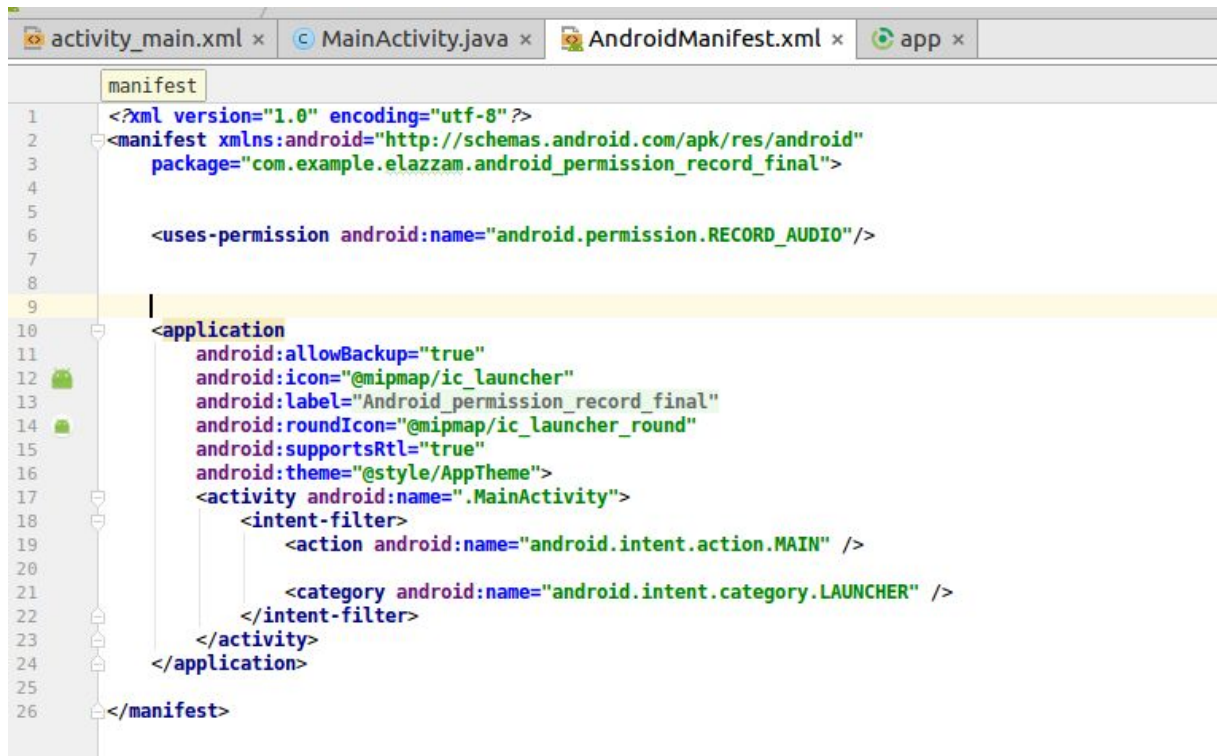 activity_main.xml × MainActivity.java × AndroidManifest.xml × app ×
manifest
1 <?xml version="1.0" encoding="utf-8"?>
2 <manifest xmlns:android="http://schemas.android.com/apk/res/android"
3 package="com.example.elazzam.android_permission_record_final">
4
5
6 <uses-permission android:name="android.permission.RECORD_AUDIO"/>
7
8
9
10 <application
11 android:allowBackup="true"
12 android:icon="@mipmap/ic_launcher"
13 android:label="Android_permission_record_final"
14 android:roundIcon="@mipmap/ic_launcher_round"
15 android:supportsRtl="true"
16 android:theme="@style/AppTheme">
17 <activity android:name=".MainActivity">
18 <intent-filter>
19 <action android:name="android.intent.action.MAIN" />
20
21 <category android:name="android.intent.category.LAUNCHER" />
22 </intent-filter>
23 </activity>
24 </application>
25
26 </manifest>